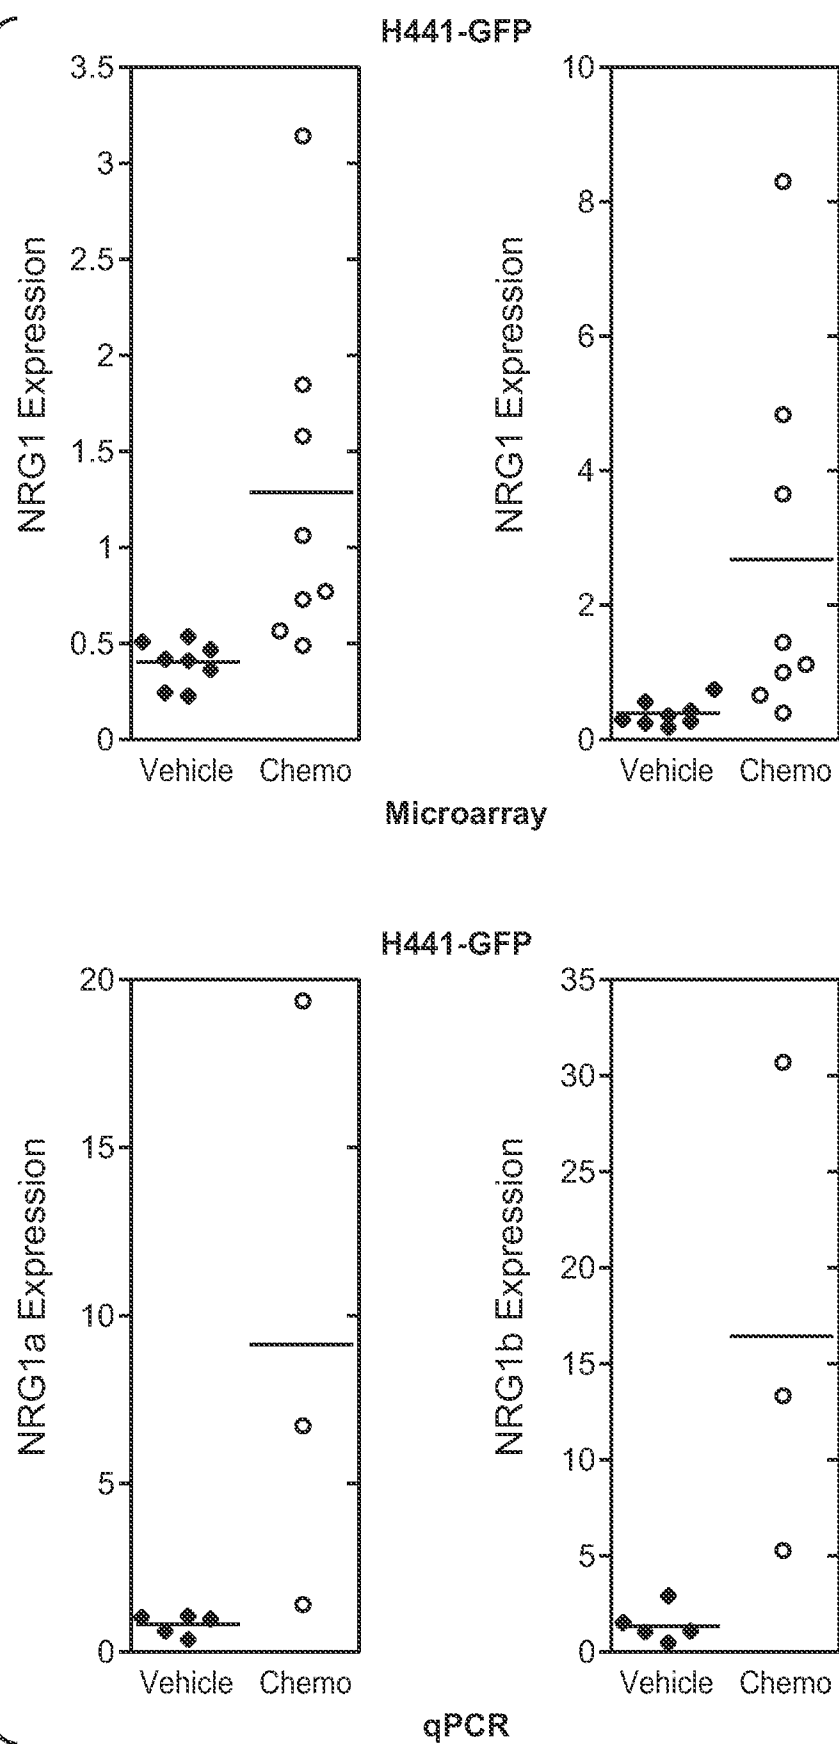 H441-GFP
NRG1 Expression
3.5
3
2.5
2
1.5
1
0.5
0
Vehicle Chemo
NRG1 Expression
10
8
6
4
2
0
Vehicle Chemo
Microarray
H441-GFP
NRG1a Expression
20
15
10
5
0
Vehicle Chemo
NRG1b Expression
35
30
25
20
15
10
5
0
Vehicle Chemo
qPCR